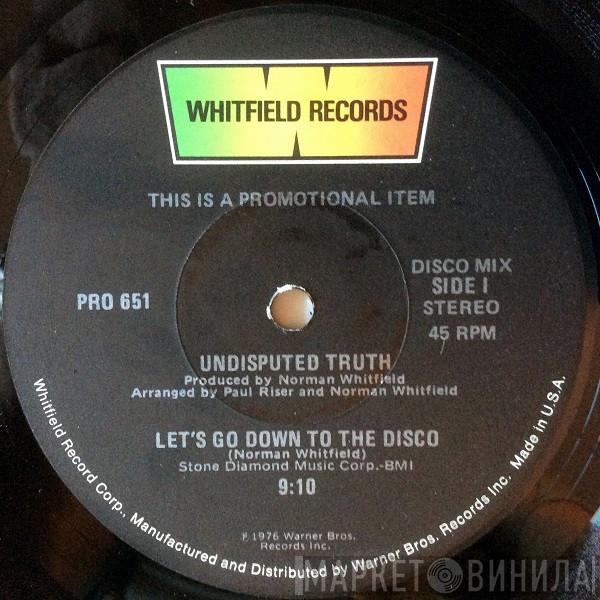 WHITFIELD RECORDS
THIS IS A PROMOTIONAL ITEM
PRO 651
DISCO MIX
SIDE I
STEREO
45 RPM
UNDISPUTED TRUTH
Produced by Norman Whitfield
Arranged by Paul Riser and Norman Whitfield
LET'S GO DOWN TO THE DISCO
(Norman Whitfield)
Stone Diamond Music Corp.-BMI
9:10
℗ 1976 Warner Bros.
Records Inc.
Whitfield Record Corp., Manufactured and Distributed by Warner Bros. Records Inc. Made in U.S.A.
МАРКЕТ ВИНИЛА